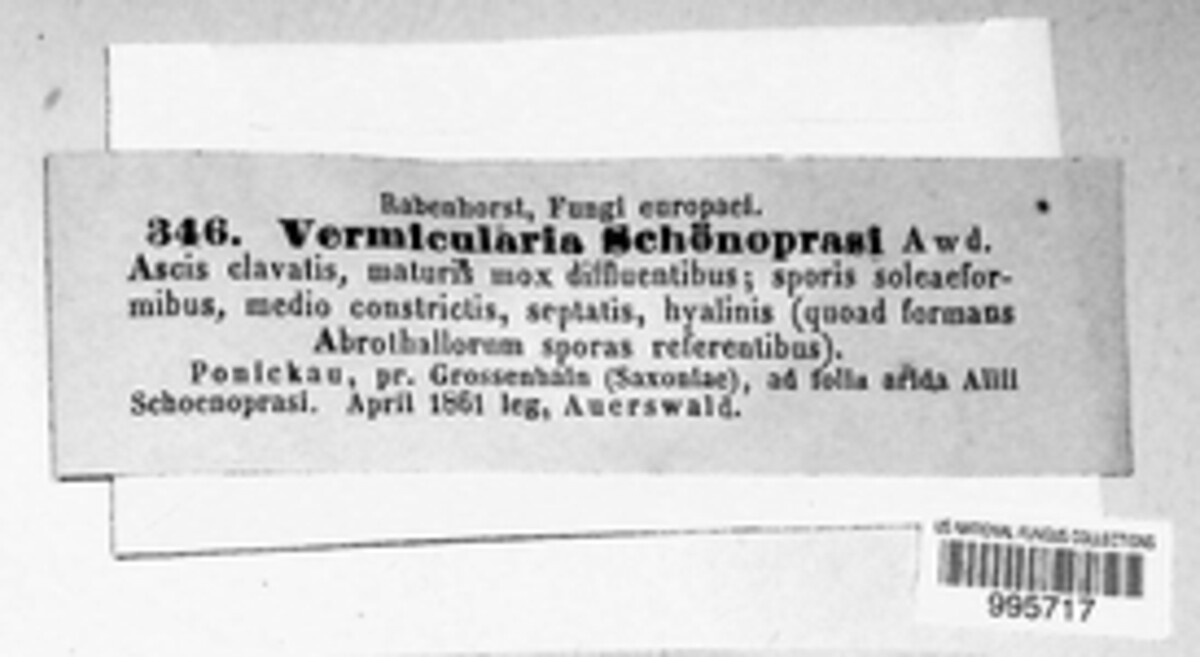 Rabenhorst, Fungi europaei.
346. Vermicularia Schönoprasi Awd.
Ascis clavatis, maturis mox diffluentibus; sporis soleaefor-
mibus, medio constrictis, septatis, hyalinis (quoad formans
Abrothallorum sporas referentibus).
Ponickau, pr. Grossenhain (Saxoniae), ad folia arida Allii
Schoenoprasi. April 1861 leg, Auerswald.
US NATIONAL FUNGUS COLLECTIONS
995717